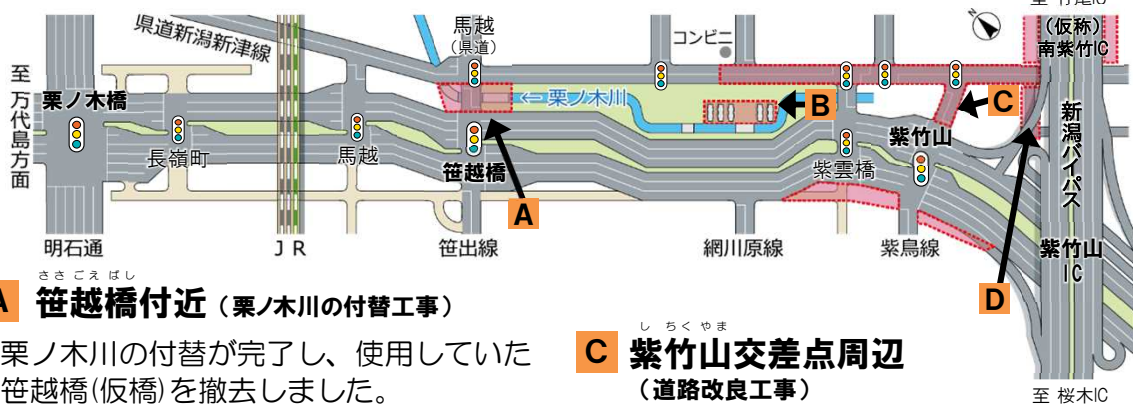 至 竹尾IC
県道新潟新津線
馬越
(県道)
コンビニ
N
(仮称)
南紫竹IC
至 万代島方面
栗ノ木橋
← 栗ノ木川
B
C
長嶺町
馬越
笹越橋
紫雲橋
紫竹山
新潟バイパス
A
明石通
JR
笹出線
網川原線
紫鳥線
紫竹山IC
D
A 笹越橋付近(栗ノ木川の付替工事)
ささごえばし
栗ノ木川の付替が完了し、使用していた
笹越橋(仮橋)を撤去しました。
C 紫竹山交差点周辺
しちくやま
(道路改良工事)
至 桜木IC